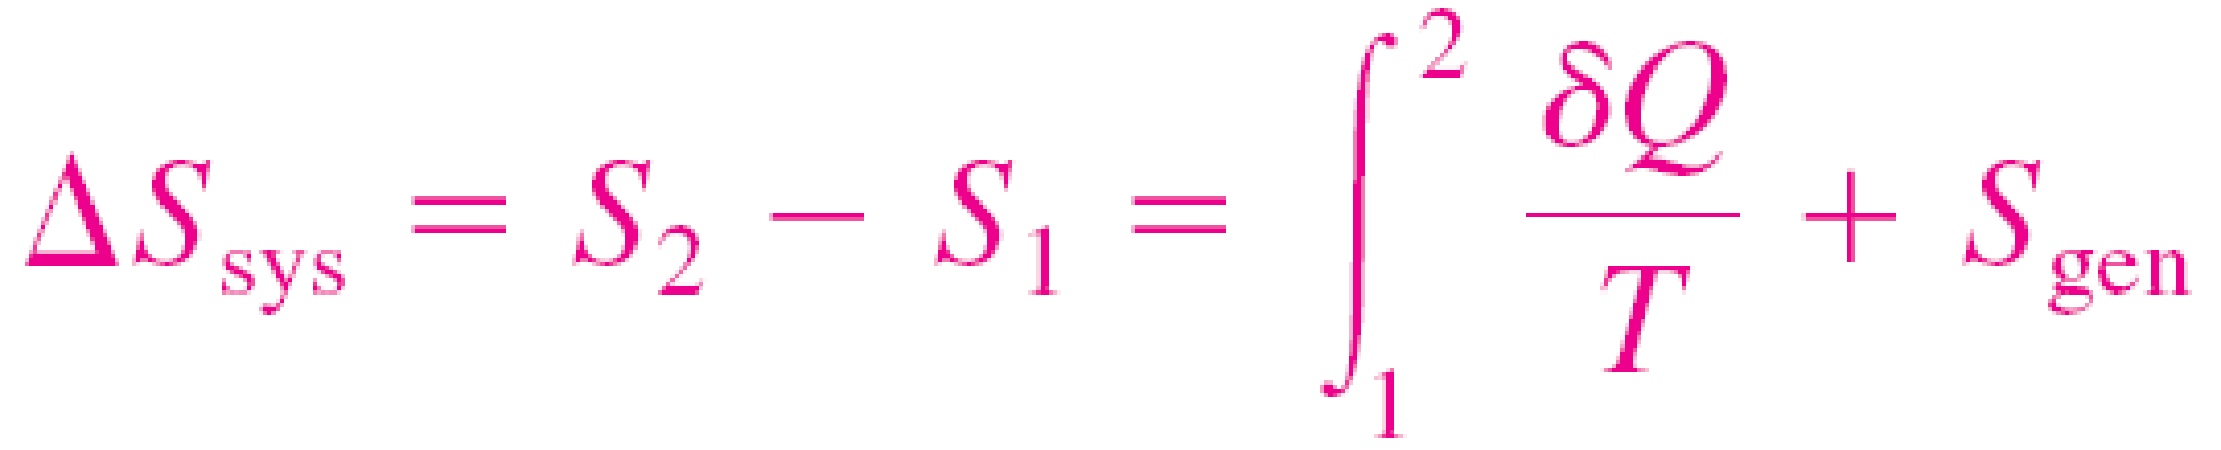 ΔS_sys = S_2 − S_1 = ∫_1^2 δQ/T + S_gen